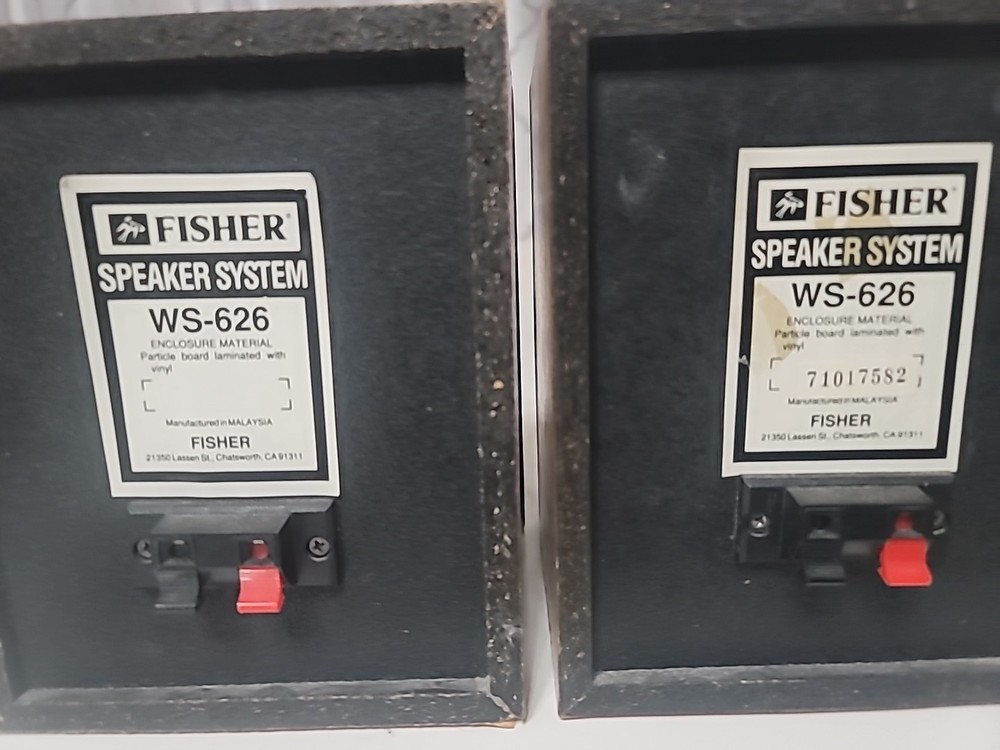 FISHER
SPEAKER SYSTEM
WS-626
ENCLOSURE MATERIAL
Particle board laminated with
vinyl
Manufactured in MALAYSIA
FISHER
21350 Lassen St., Chatsworth, CA 91311
FISHER
SPEAKER SYSTEM
WS-626
ENCLOSURE MATERIAL
Particle board laminated with
vinyl
71017582
Manufactured in MALAYSIA
FISHER
21350 Lassen St., Chatsworth, CA 91311